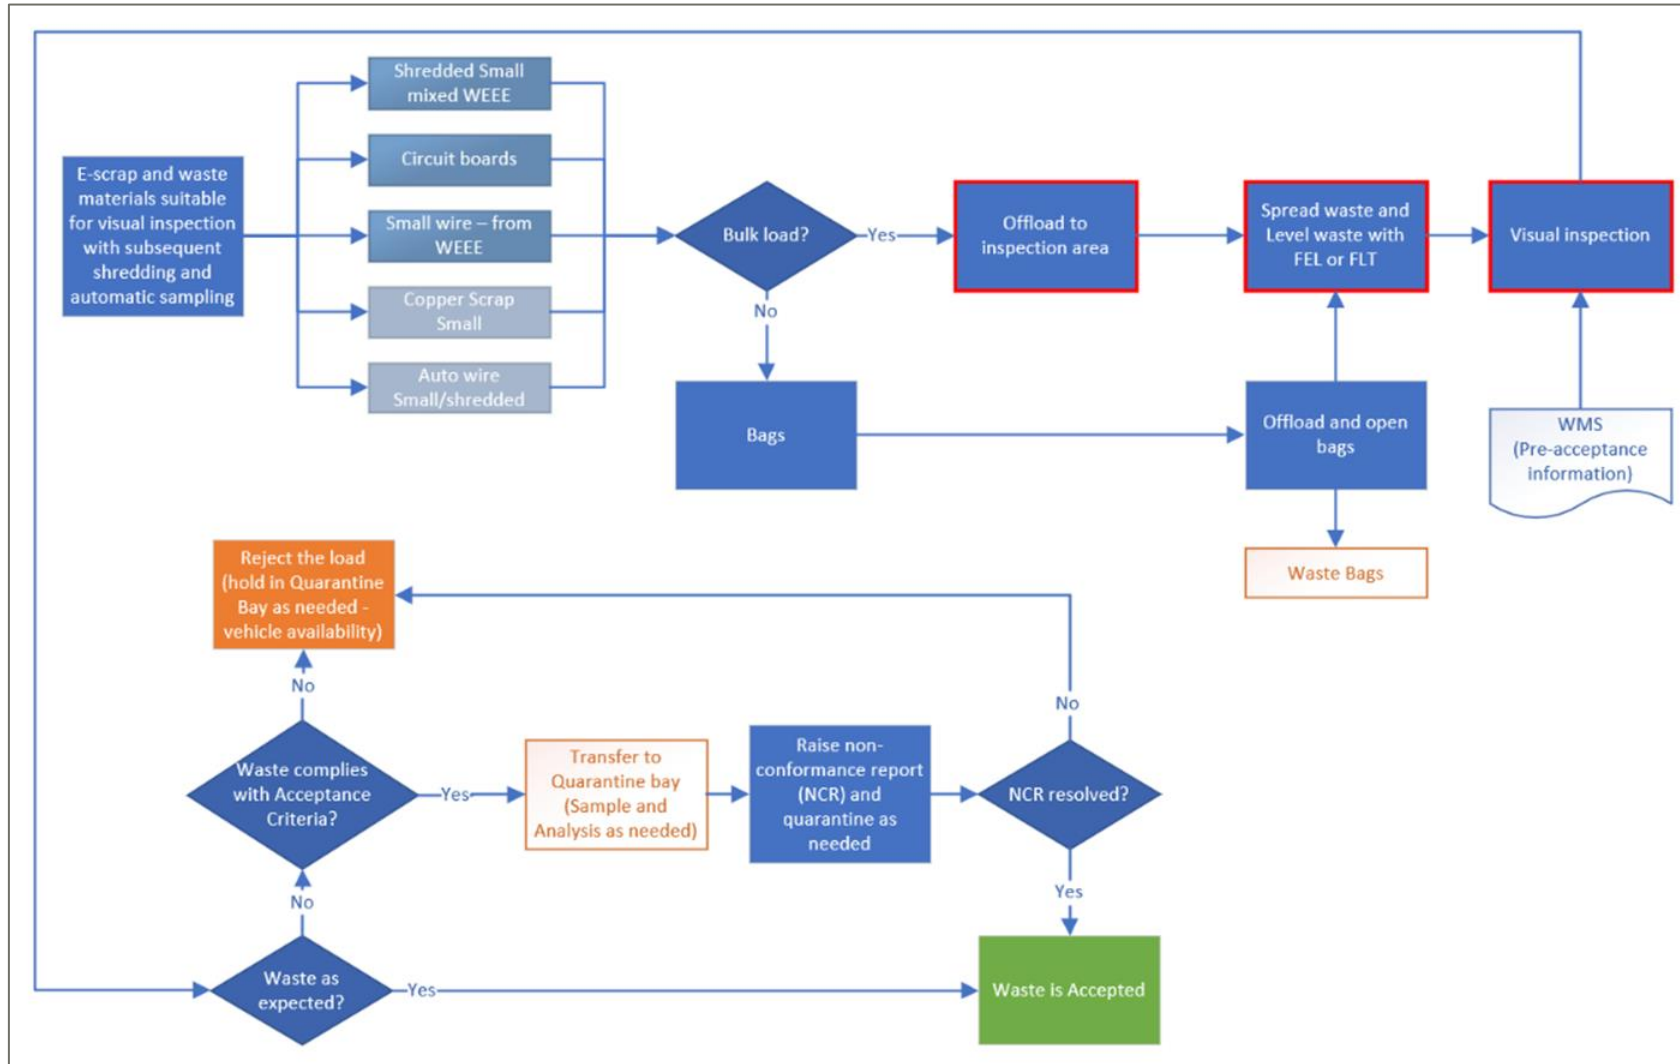 E-scrap and waste
materials suitable
for visual inspection
with subsequent
shredding and
automatic sampling
Shredded Small
mixed WEEE
Circuit boards
Small wire – from
WEEE
Copper Scrap
Small
Auto wire
Small/shredded
Bulk load?
Yes
No
Offload to
inspection area
Spread waste and
Level waste with
FEL or FLT
Visual inspection
Bags
Offload and open
bags
WMS
(Pre-acceptance
information)
Waste Bags
Reject the load
(hold in Quarantine
Bay as needed -
vehicle availability)
No
Waste complies
with Acceptance
Criteria?
Yes
Transfer to
Quarantine bay
(Sample and
Analysis as needed)
Raise non-
conformance report
(NCR) and
quarantine as
needed
NCR resolved?
No
Yes
No
Waste as
expected?
Yes
Waste is Accepted